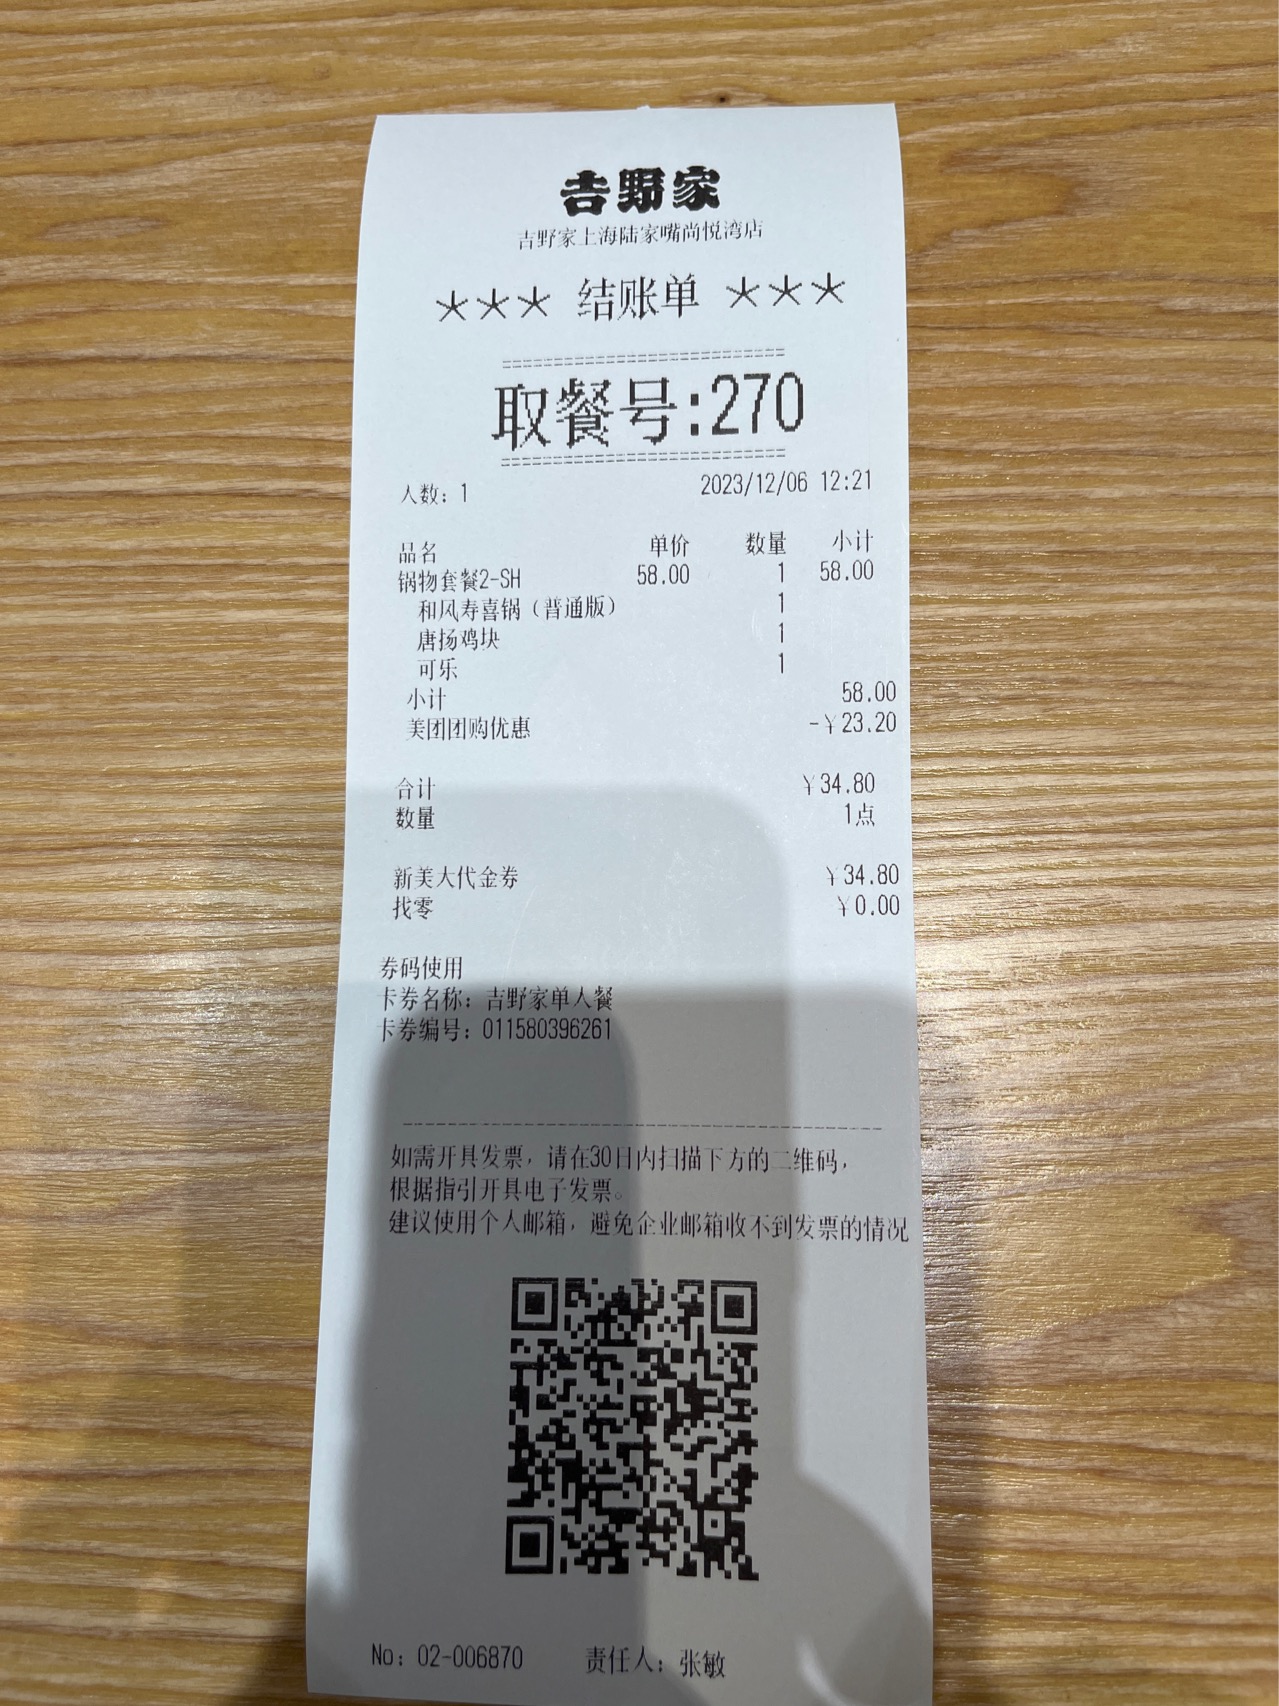 吉野家
吉野家上海陆家嘴尚悦湾店
*** 结账单 ***
==========================
取餐号:270
==========================
人数: 1 2023/12/06 12:21
品名 单价 数量 小计
锅物套餐2-SH 58.00 1 58.00
和风寿喜锅（普通版） 1
唐扬鸡块 1
可乐 1
小计 58.00
美团团购优惠 -￥23.20
合计 ￥34.80
数量 1点
新美大代金券 ￥34.80
找零 ￥0.00
券码使用
卡券名称: 吉野家单人餐
卡券编号: 011580396261
如需开具发票，请在30日内扫描下方的二维码，
根据指引开具电子发票。
建议使用个人邮箱，避免企业邮箱收不到发票的情况
No: 02-006870 责任人: 张敏